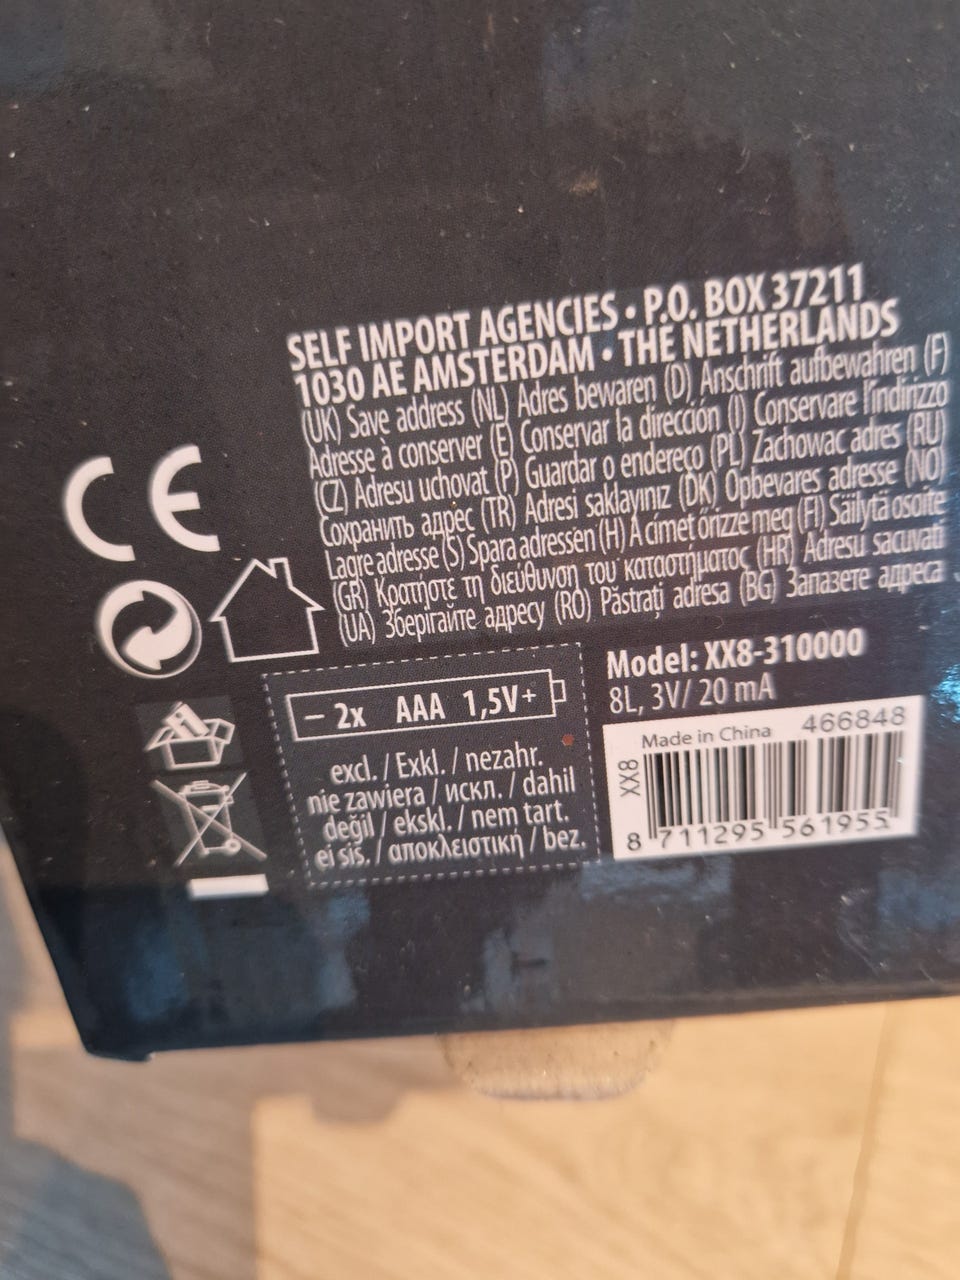 SELF IMPORT AGENCIES • P.O. BOX 37211
1030 AE AMSTERDAM • THE NETHERLANDS
(UK) Save address (NL) Adres bewaren (D) Anschrift aufbewahren (F)
Adresse à conserver (E) Conservar la dirección (I) Conservare l'indirizzo
(CZ) Adresu uchovat (P) Guardar o endereço (PL) Zachowac adres (RU)
Сохранить адрес (TR) Adresi saklayınız (DK) Opbevares adresse (NO)
Lagre adresse (S) Spara adressen (H) A címet őrizze meg (FI) Säilytä osoite
(GR) Κρατήστε τη διεύθυνση του καταστήματος (HR) Adresu sacuvati
(UA) Зберігайте адресу (RO) Păstrați adresa (BG) Запазете адреса
CE
– 2x AAA 1,5V+
excl. / Exkl. / nezahr.
nie zawiera / искл. / dahil
değil / ekskl. / nem tart.
ei sis. / αποκλειστική / bez.
Model: XX8-310000
8L, 3V/ 20 mA
Made in China 466848
XX8
8 711295 561955